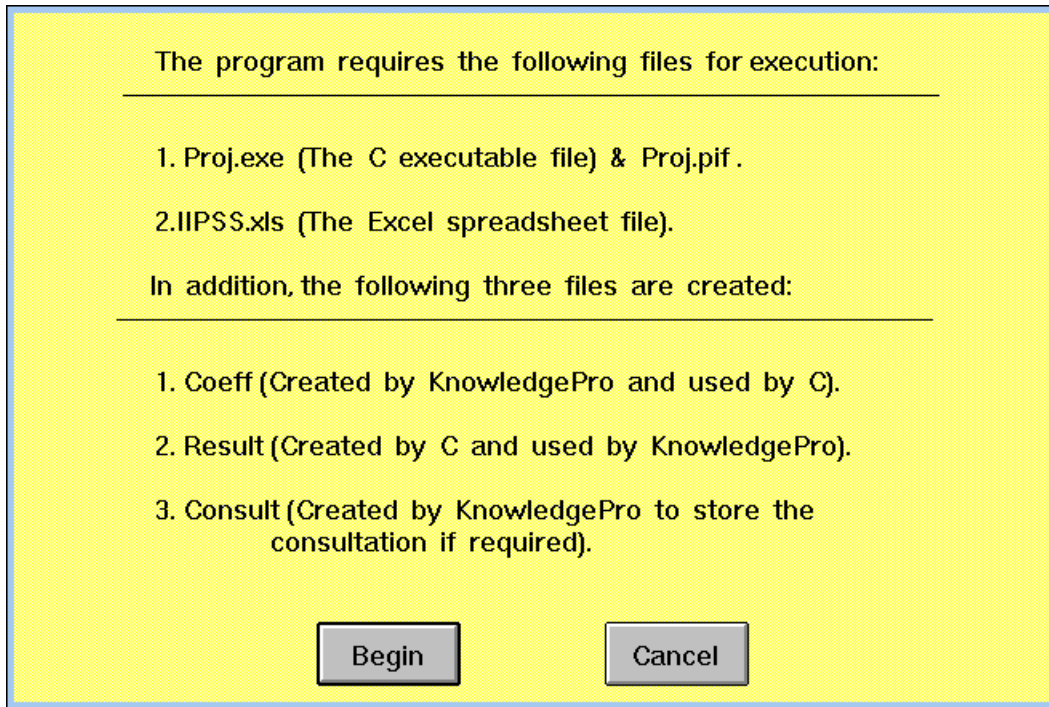 The program requires the following files for execution:
1. Proj.exe (The C executable file) & Proj.pif .
2.IIPSS.xls (The Excel spreadsheet file).
In addition, the following three files are created:
1. Coeff (Created by KnowledgePro and used by C).
2. Result (Created by C and used by KnowledgePro).
3. Consult (Created by KnowledgePro to store the
consultation if required).
Begin Cancel